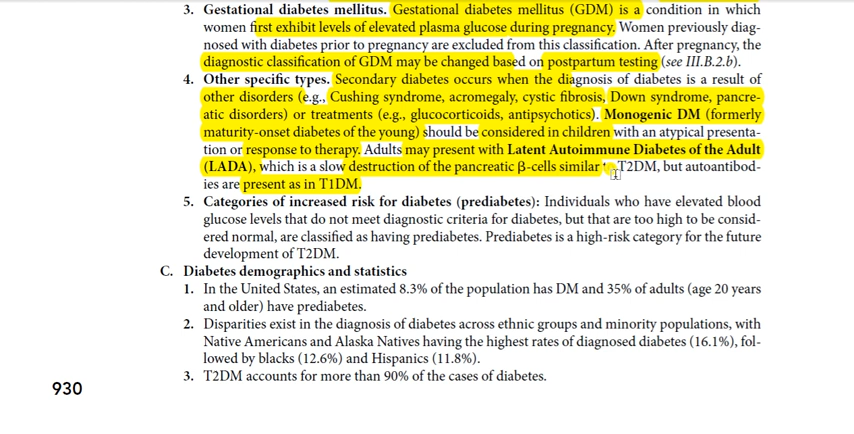 3. Gestational diabetes mellitus. Gestational diabetes mellitus (GDM) is a condition in which
women first exhibit levels of elevated plasma glucose during pregnancy. Women previously diag-
nosed with diabetes prior to pregnancy are excluded from this classification. After pregnancy, the
diagnostic classification of GDM may be changed based on postpartum testing (see III.B.2.b).
4. Other specific types. Secondary diabetes occurs when the diagnosis of diabetes is a result of
other disorders (e.g., Cushing syndrome, acromegaly, cystic fibrosis, Down syndrome, pancre-
atic disorders) or treatments (e.g., glucocorticoids, antipsychotics). Monogenic DM (formerly
maturity-onset diabetes of the young) should be considered in children with an atypical presenta-
tion or response to therapy. Adults may present with Latent Autoimmune Diabetes of the Adult
(LADA), which is a slow destruction of the pancreatic β-cells similar T2DM, but autoantibod-
ies are present as in T1DM.
5. Categories of increased risk for diabetes (prediabetes): Individuals who have elevated blood
glucose levels that do not meet diagnostic criteria for diabetes, but that are too high to be consid-
ered normal, are classified as having prediabetes. Prediabetes is a high-risk category for the future
development of T2DM.
C. Diabetes demographics and statistics
1. In the United States, an estimated 8.3% of the population has DM and 35% of adults (age 20 years
and older) have prediabetes.
2. Disparities exist in the diagnosis of diabetes across ethnic groups and minority populations, with
Native Americans and Alaska Natives having the highest rates of diagnosed diabetes (16.1%), fol-
lowed by blacks (12.6%) and Hispanics (11.8%).
3. T2DM accounts for more than 90% of the cases of diabetes.
930